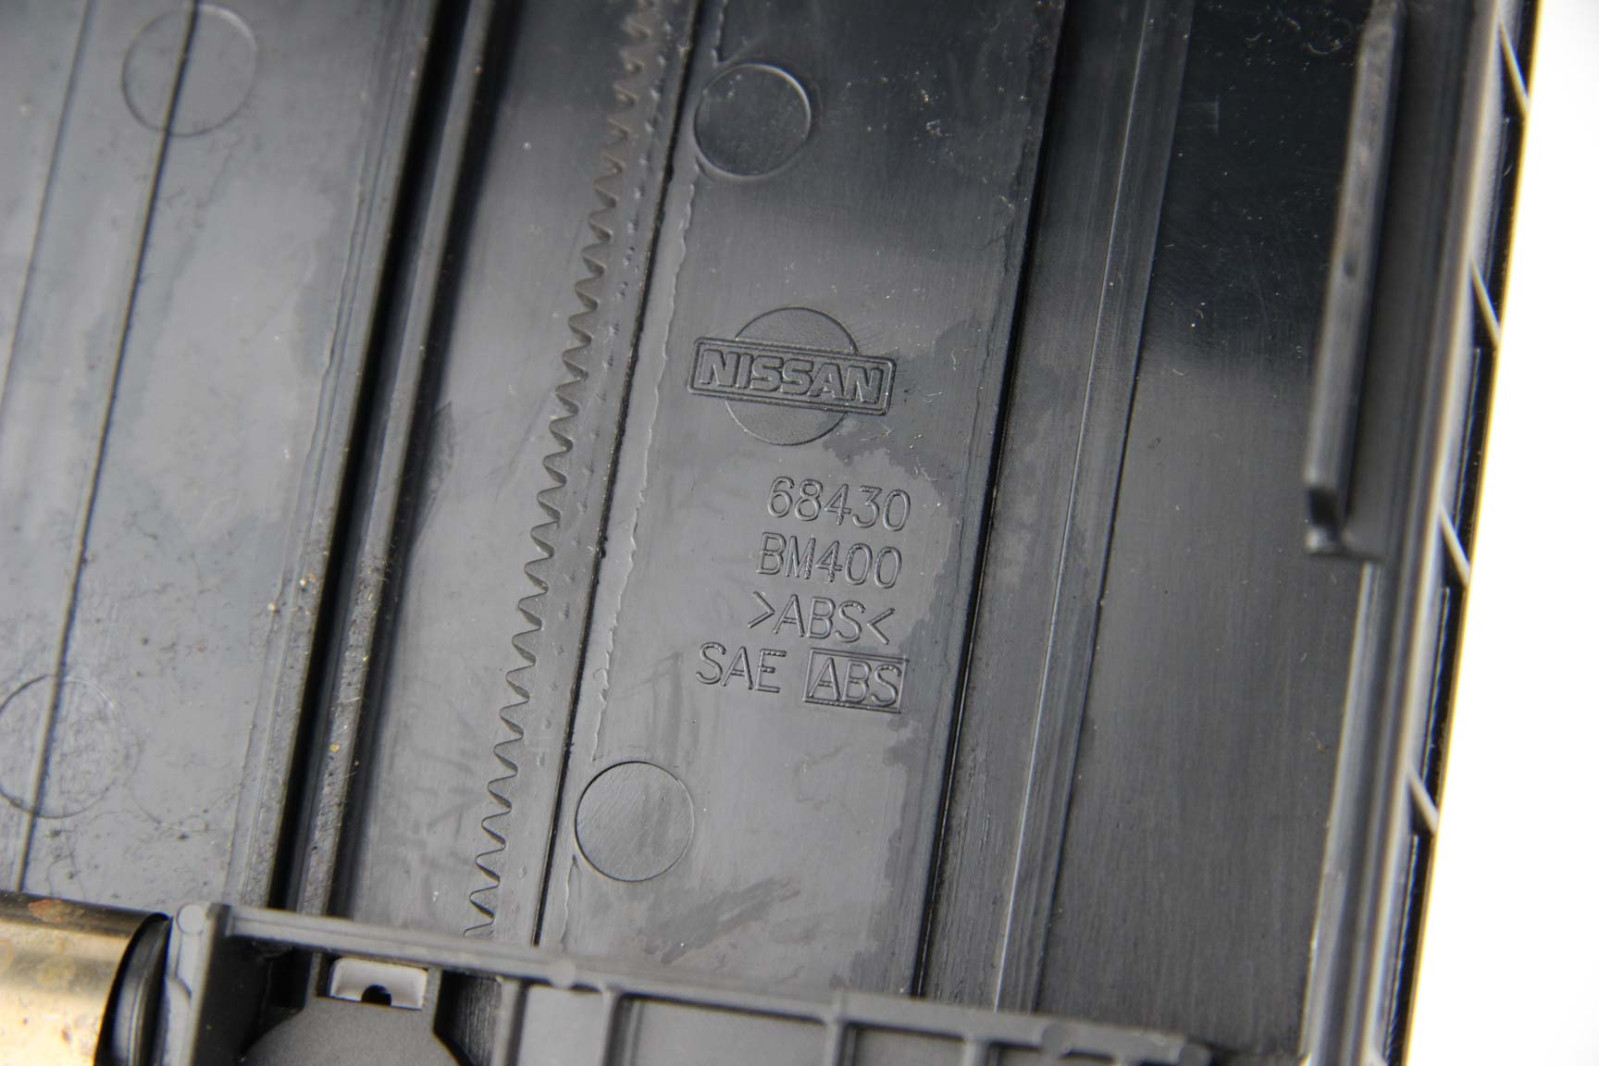 NISSAN
68430
BM400
>ABS<
SAE ABS